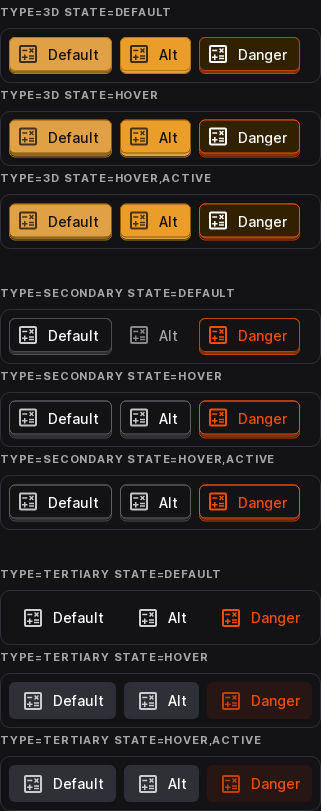 TYPE=3D STATE=DEFAULT
Default Alt Danger
TYPE=3D STATE=HOVER
Default Alt Danger
TYPE=3D STATE=HOVER,ACTIVE
Default Alt Danger
TYPE=SECONDARY STATE=DEFAULT
Default Alt Danger
TYPE=SECONDARY STATE=HOVER
Default Alt Danger
TYPE=SECONDARY STATE=HOVER,ACTIVE
Default Alt Danger
TYPE=TERTIARY STATE=DEFAULT
Default Alt Danger
TYPE=TERTIARY STATE=HOVER
Default Alt Danger
TYPE=TERTIARY STATE=HOVER,ACTIVE
Default Alt Danger